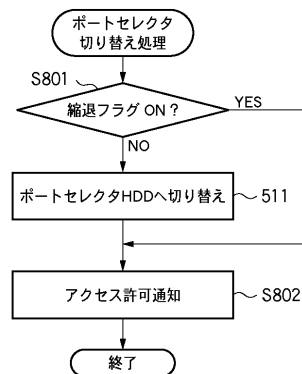 ポートセレクタ
切り替え処理
S801
縮退フラグ ON？
YES
NO
ポートセレクタHDDへ切り替え
511
アクセス許可通知
S802
終了